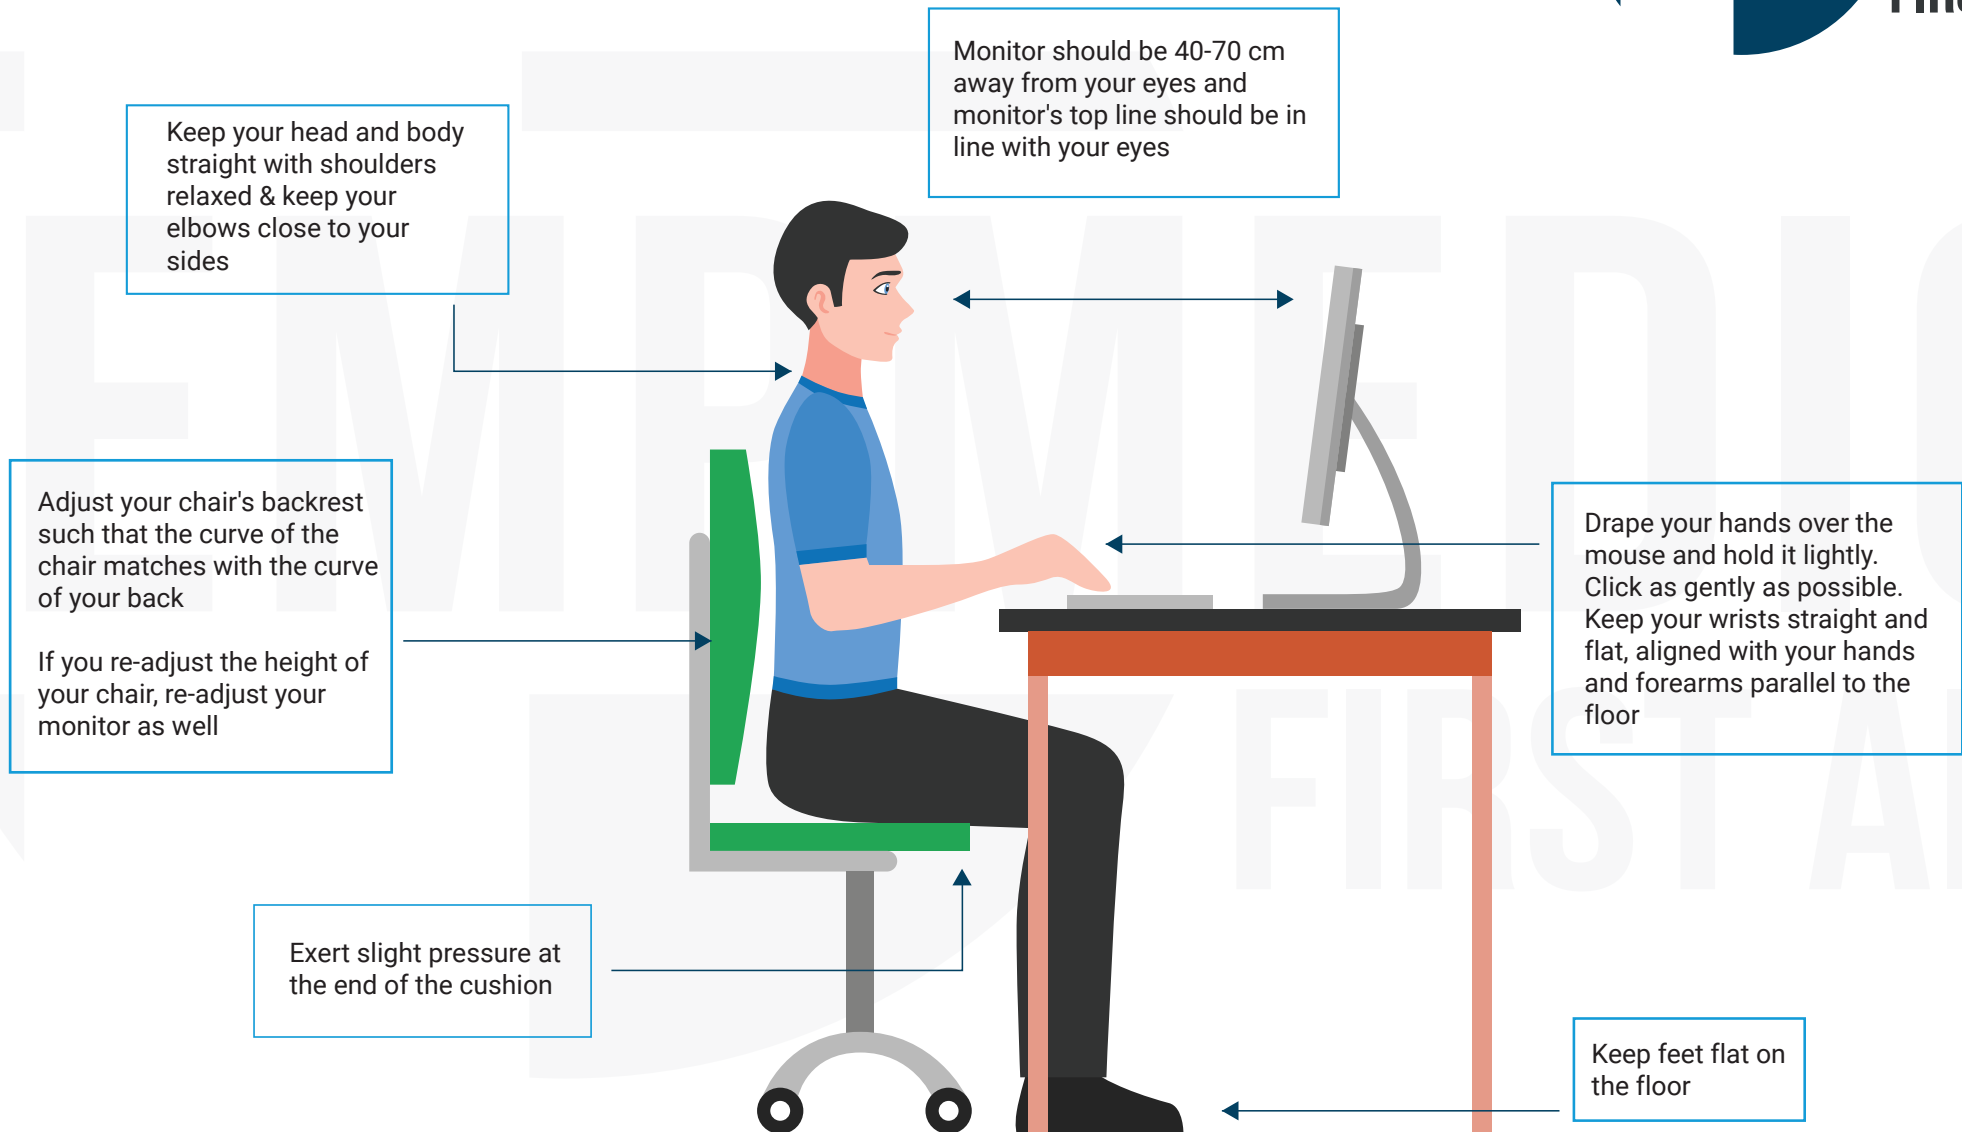 Monitor should be 40-70 cm
away from your eyes and
monitor's top line should be in
line with your eyes
Keep your head and body
straight with shoulders
relaxed & keep your
elbows close to your
sides
Adjust your chair's backrest
such that the curve of the
chair matches with the curve
of your back
If you re-adjust the height of
your chair, re-adjust your
monitor as well
Drape your hands over the
mouse and hold it lightly.
Click as gently as possible.
Keep your wrists straight and
flat, aligned with your hands
and forearms parallel to the
floor
Exert slight pressure at
the end of the cushion
Keep feet flat on
the floor
FIRST